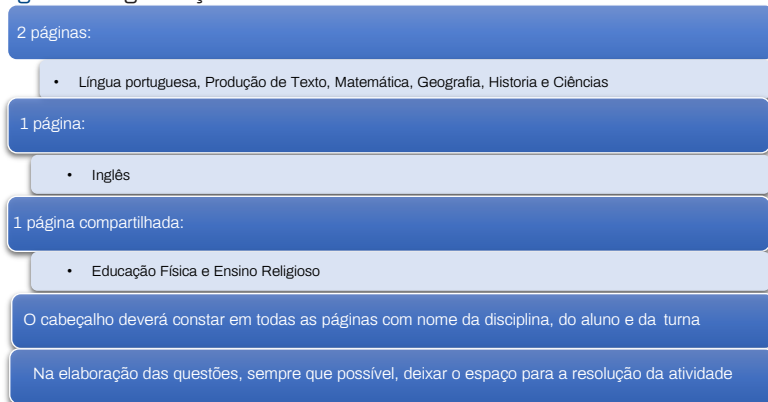 2 páginas:
• Língua portuguesa, Produção de Texto, Matemática, Geografia, Historia e Ciências
1 página:
• Inglês
1 página compartilhada:
• Educação Física e Ensino Religioso
O cabeçalho deverá constar em todas as páginas com nome da disciplina, do aluno e da turma
Na elaboração das questões, sempre que possível, deixar o espaço para a resolução da atividade